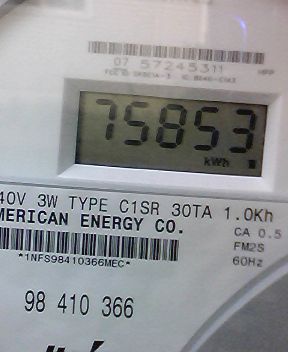 07 57245311
HPP
75853
kWh
40V 3W TYPE C1SR 30TA 1.0Kh
MERICAN ENERGY CO.
CA 0.5
FM2S
60Hz
*1NFS98410366MEC*
98 410 366